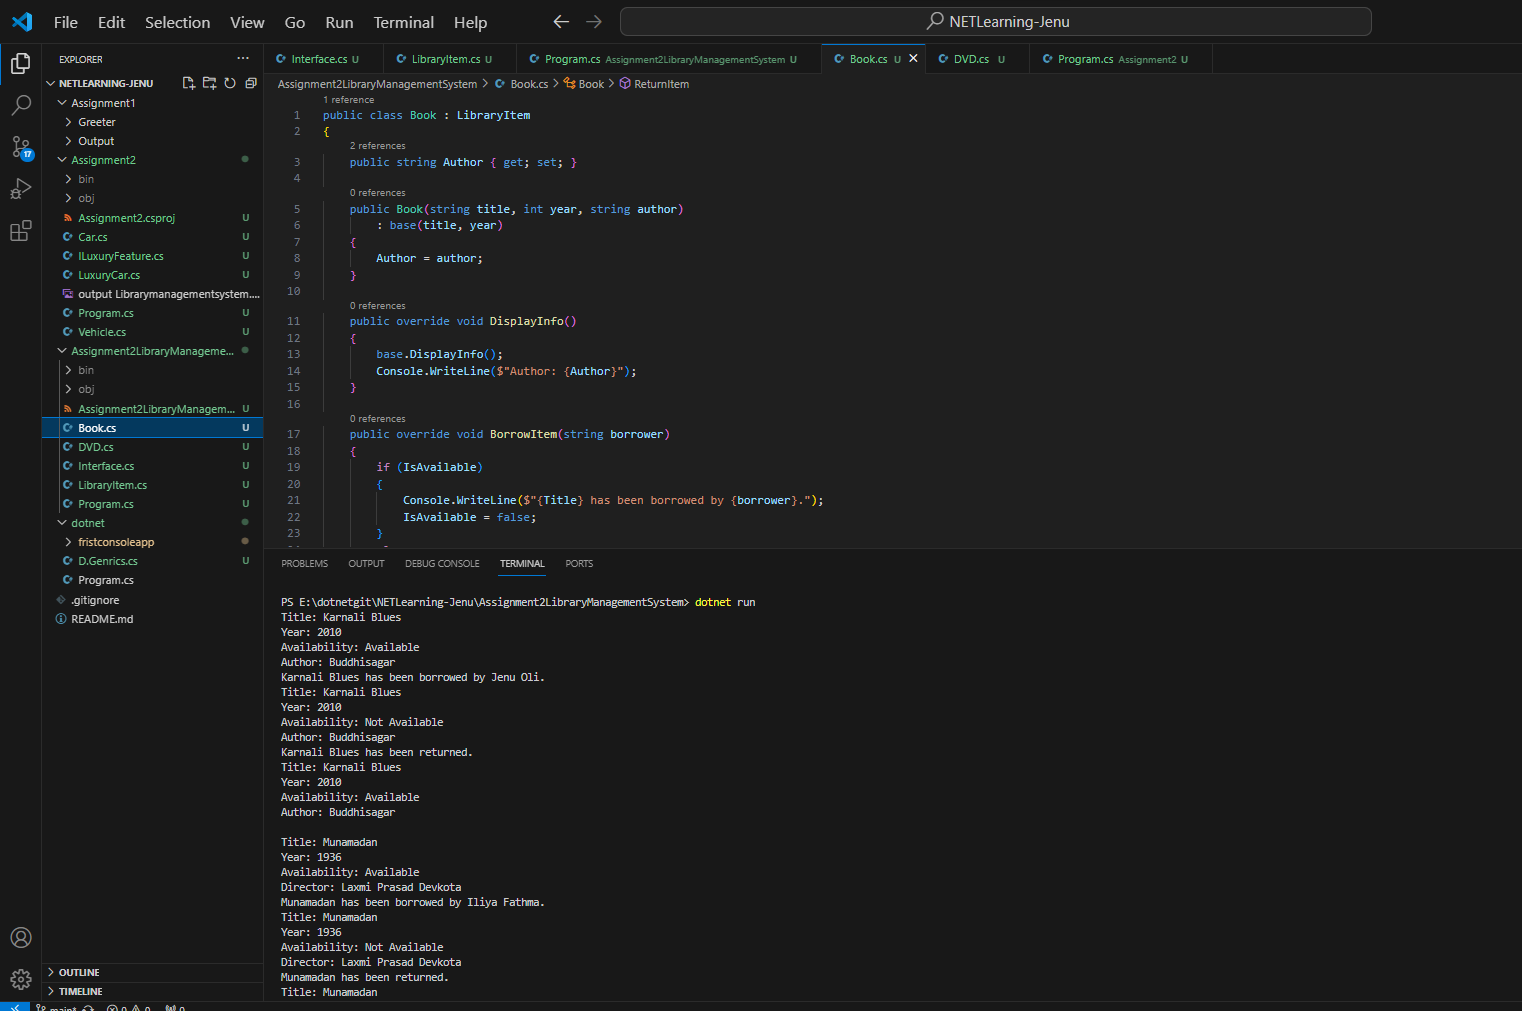 File Edit Selection View Go Run Terminal Help
NETLearning-Jenu
EXPLORER
NETLEARNING-JENU
Assignment1
Greeter
Output
Assignment2
bin
obj
Assignment2.csproj U
Car.cs U
ILuxuryFeature.cs U
LuxuryCar.cs U
output Librarymanagementsystem....
Program.cs U
Vehicle.cs U
Assignment2LibraryManageme...
bin
obj
Assignment2LibraryManagem... U
Book.cs U
DVD.cs U
Interface.cs U
LibraryItem.cs U
Program.cs U
dotnet
fristconsoleapp
D.Genrics.cs U
Program.cs
.gitignore
README.md
OUTLINE
TIMELINE
17
Interface.cs U LibraryItem.cs U Program.cs Assignment2LibraryManagementSystem U Book.cs U DVD.cs U Program.cs Assignment2 U
Assignment2LibraryManagementSystem > Book.cs > Book > ReturnItem
1 reference
1 public class Book : LibraryItem
2 {
2 references
3 public string Author { get; set; }
4
0 references
5 public Book(string title, int year, string author)
6 : base(title, year)
7 {
8 Author = author;
9 }
10
0 references
11 public override void DisplayInfo()
12 {
13 base.DisplayInfo();
14 Console.WriteLine($"Author: {Author}");
15 }
16
0 references
17 public override void BorrowItem(string borrower)
18 {
19 if (IsAvailable)
20 {
21 Console.WriteLine($"{Title} has been borrowed by {borrower}.");
22 IsAvailable = false;
23 }
PROBLEMS OUTPUT DEBUG CONSOLE TERMINAL PORTS
PS E:\dotnetgit\NETLearning-Jenu\Assignment2LibraryManagementSystem> dotnet run
Title: Karnali Blues
Year: 2010
Availability: Available
Author: Buddhisagar
Karnali Blues has been borrowed by Jenu Oli.
Title: Karnali Blues
Year: 2010
Availability: Not Available
Author: Buddhisagar
Karnali Blues has been returned.
Title: Karnali Blues
Year: 2010
Availability: Available
Author: Buddhisagar
Title: Munamadan
Year: 1936
Availability: Available
Director: Laxmi Prasad Devkota
Munamadan has been borrowed by Iliya Fathma.
Title: Munamadan
Year: 1936
Availability: Not Available
Director: Laxmi Prasad Devkota
Munamadan has been returned.
Title: Munamadan
main* 0 0 0